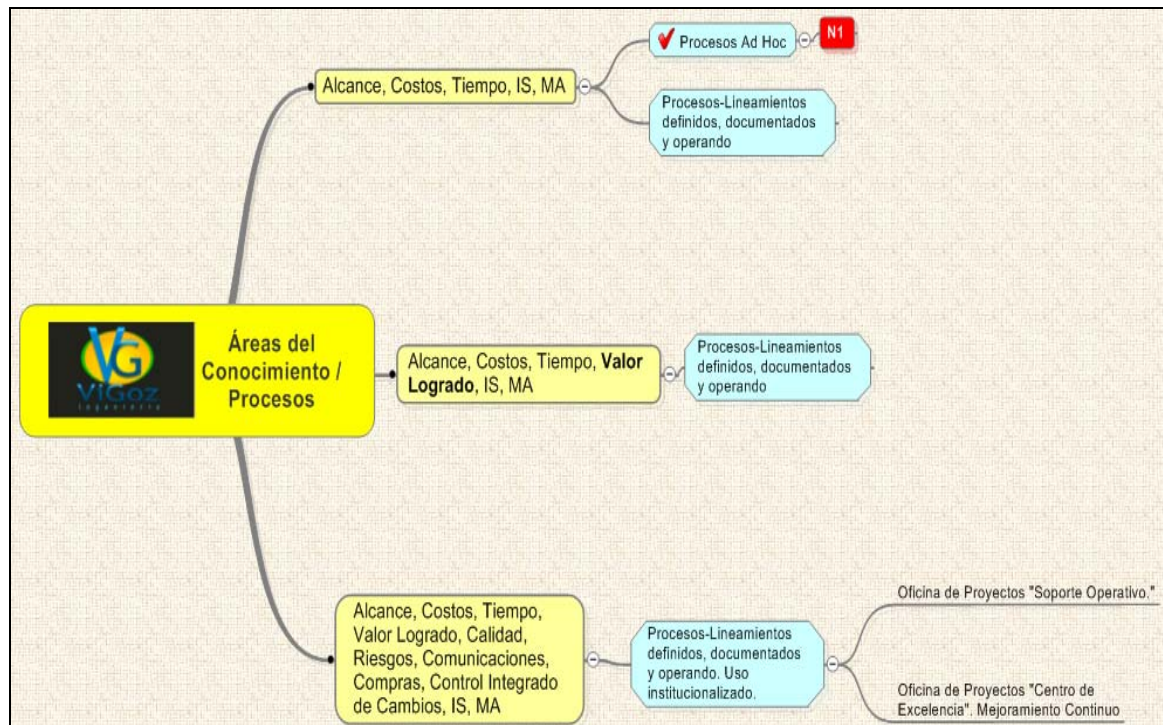 Procesos Ad Hoc
N1
Alcance, Costos, Tiempo, IS, MA
Procesos-Lineamientos
definidos, documentados
y operando
VG
ViGoz
Ingeniería
Áreas del
Conocimiento /
Procesos
Alcance, Costos, Tiempo, Valor
Logrado, IS, MA
Procesos-Lineamientos
definidos, documentados
y operando
Alcance, Costos, Tiempo,
Valor Logrado, Calidad,
Riesgos, Comunicaciones,
Compras, Control Integrado
de Cambios, IS, MA
Procesos-Lineamientos
definidos, documentados
y operando. Uso
institucionalizado.
Oficina de Proyectos "Soporte Operativo."
Oficina de Proyectos "Centro de
Excelencia". Mejoramiento Continuo